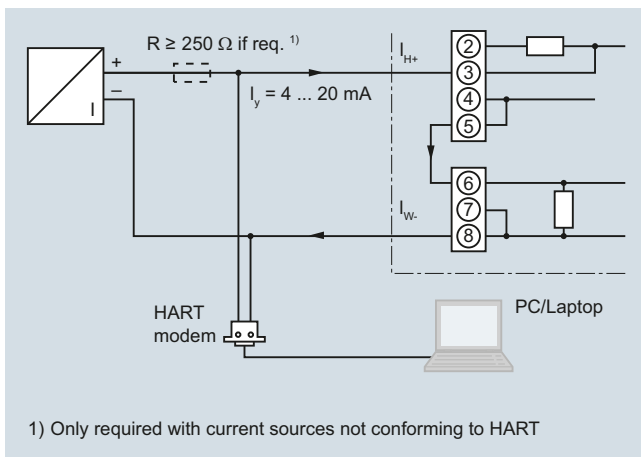 R ≥ 250 Ω if req. 1)
+
–
I
Iy = 4 ... 20 mA
IH+
2
3
4
5
6
7
8
IW-
HART
modem
PC/Laptop
1) Only required with current sources not conforming to HART